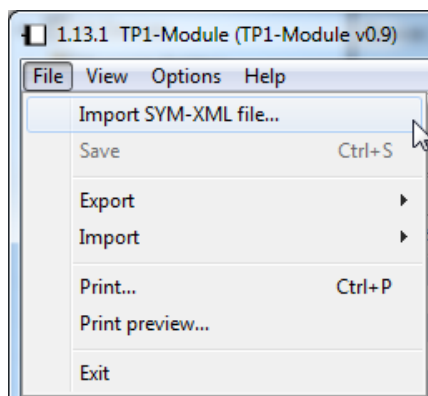 1.13.1 TP1-Module (TP1-Module v0.9)
File View Options Help
Import SYM-XML file...
Save Ctrl+S
Export
Import
Print... Ctrl+P
Print preview...
Exit